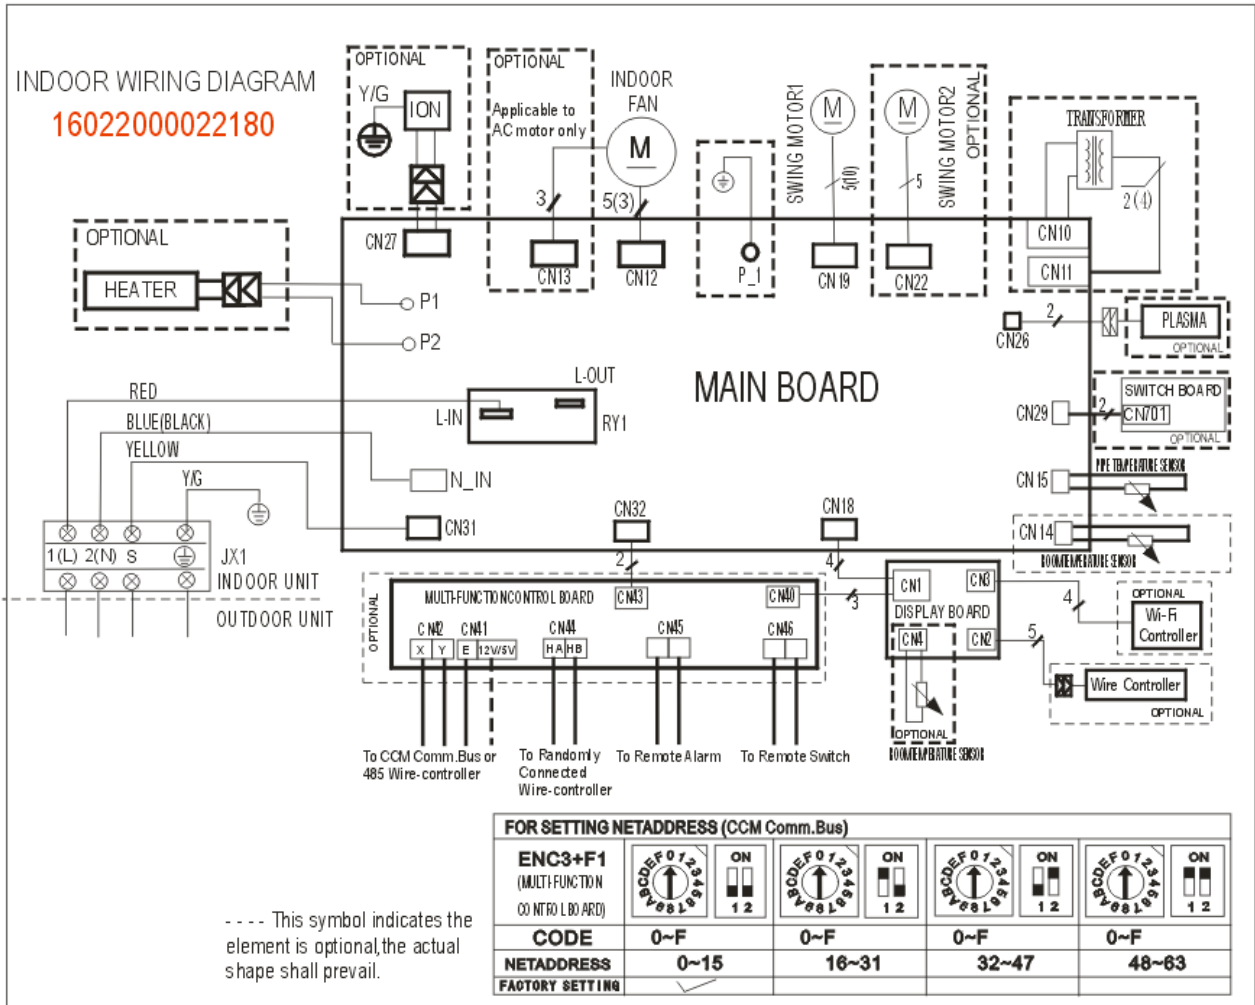 INDOOR WIRING DIAGRAM
16022000022180
OPTIONAL
Y/G
ION
CN27
OPTIONAL
Applicable to
AC motor only
3
CN13
INDOOR
FAN
M
5(3)
CN12
P_1
SWING MOTOR1
M
5(10)
CN19
SWING MOTOR2
OPTIONAL
M
5
CN22
TRANSFORMER
2(4)
CN10
CN11
OPTIONAL
HEATER
P1
P2
CN26
2
PLASMA
OPTIONAL
MAIN BOARD
L-OUT
L-IN
RY1
CN29
2
SWITCH BOARD
CN701
OPTIONAL
RED
BLUE(BLACK)
YELLOW
Y/G
N_IN
CN31
CN15
PIPE TEMPERATURE SENSOR
CN14
ROOM TEMPERATURE SENSOR
1(L) 2(N) S
JX1
INDOOR UNIT
OUTDOOR UNIT
CN32
2
CN18
4
OPTIONAL
MULTI-FUNCTION CONTROL BOARD
CN43
CN40
3
CN42
X Y
CN41
E 12V/5V
CN44
HA HB
CN45
CN46
CN1
CN3
DISPLAY BOARD
CN4
CN2
OPTIONAL
ROOM TEMPERATURE SENSOR
4
OPTIONAL
Wi-Fi
Controller
5
Wire Controller
OPTIONAL
To CCM Comm.Bus or
485 Wire-controller
To Randomly
Connected
Wire-controller
To Remote Alarm
To Remote Switch
---- This symbol indicates the
element is optional,the actual
shape shall prevail.
FOR SETTING NETADDRESS (CCM Comm.Bus)
ENC3+F1
(MULTI-FUNCTION
CONTROL BOARD)
0123456789ABCDEF
ON
1 2
0123456789ABCDEF
ON
1 2
0123456789ABCDEF
ON
1 2
0123456789ABCDEF
ON
1 2
CODE 0~F 0~F 0~F 0~F
NETADDRESS 0~15 16~31 32~47 48~63
FACTORY SETTING